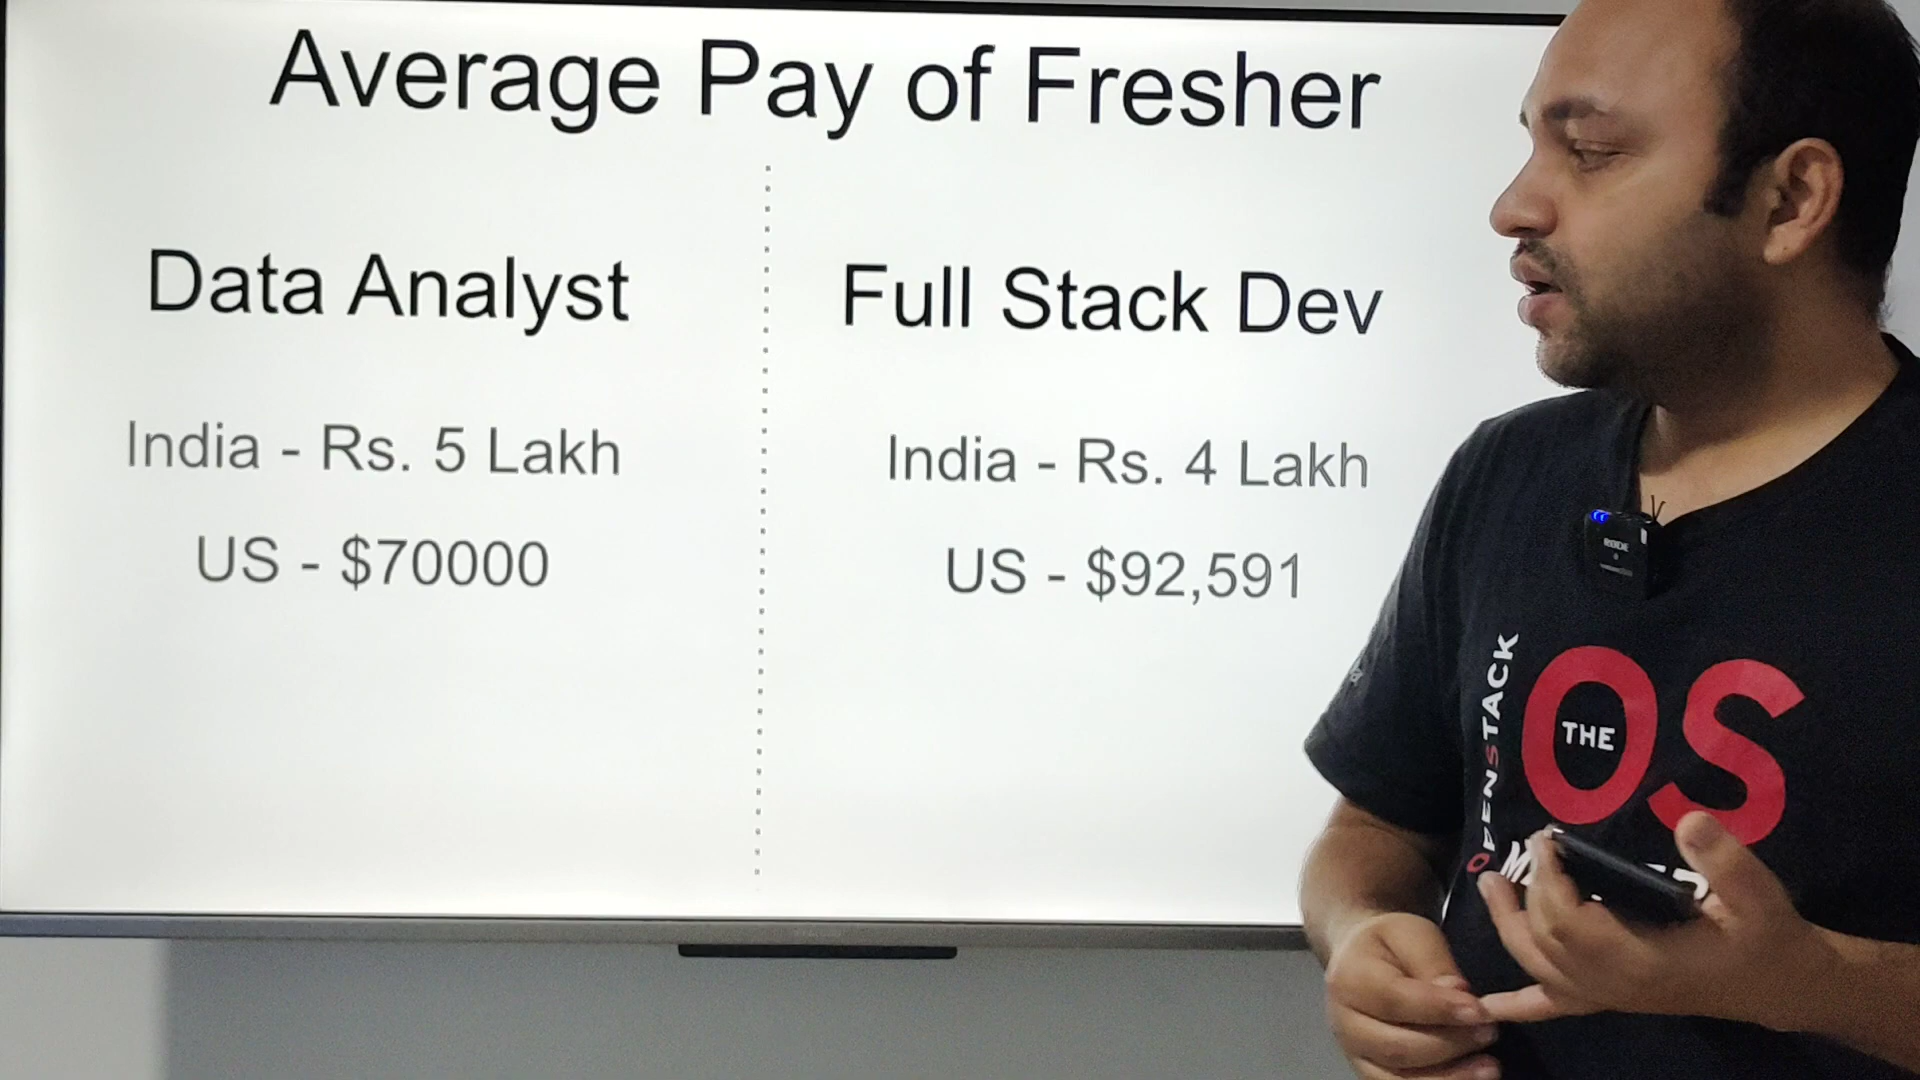 Average Pay of Fresher
Data Analyst
India - Rs. 5 Lakh
US - $70000
Full Stack Dev
India - Rs. 4 Lakh
US - $92,591
RODE
OPENSTACK
THE
OS